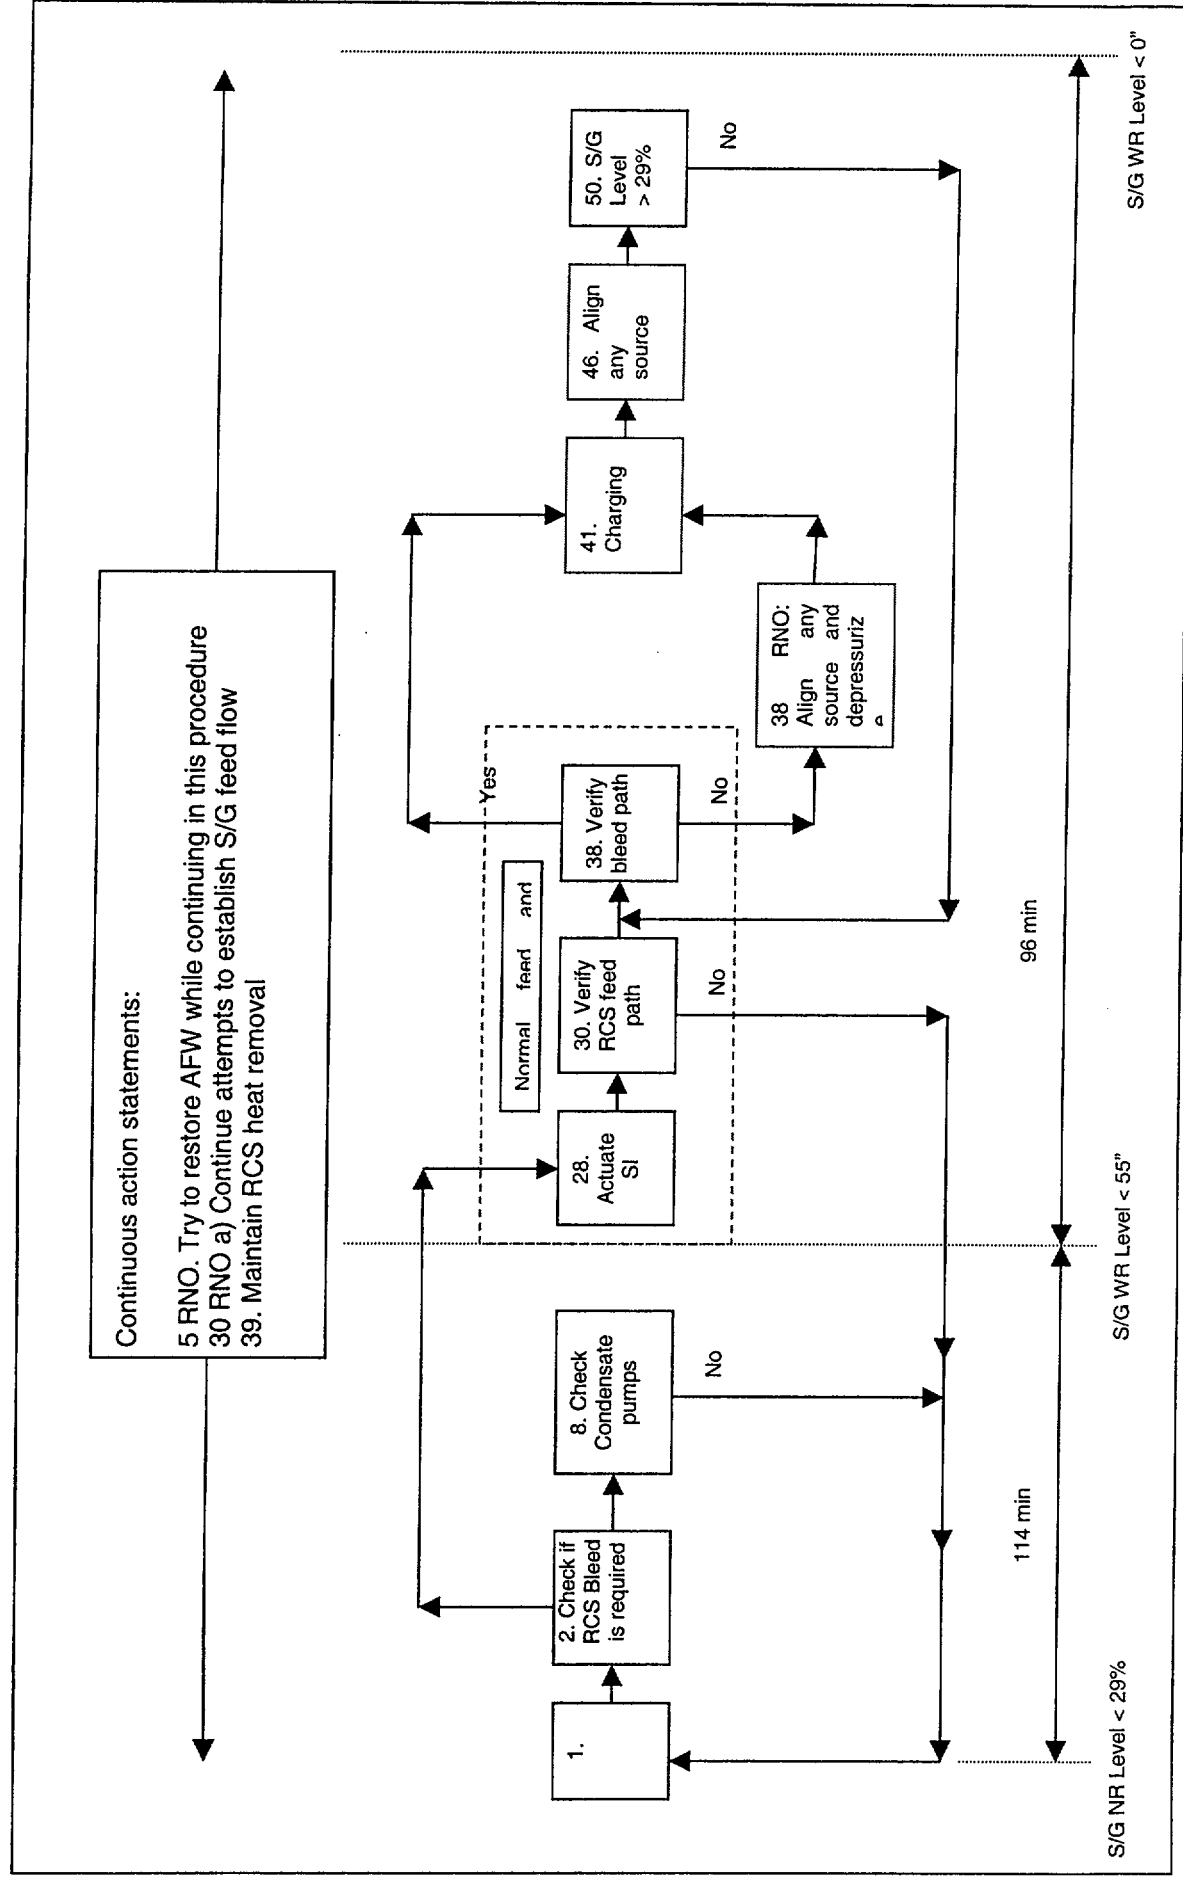 Continuous action statements:
5 RNO. Try to restore AFW while continuing in this procedure
30 RNO a) Continue attempts to establish S/G feed flow
39. Maintain RCS heat removal
1.
2. Check if
RCS Bleed
is required
8. Check
Condensate
pumps
No
Normal feed and
28.
Actuate
SI
30. Verify
RCS feed
path
No
38. Verify
bleed path
Yes
No
38 RNO:
Align any
source and
depressuriz
e
41.
Charging
46. Align
any
source
50. S/G
Level
> 29%
No
114 min
96 min
S/G NR Level < 29%
S/G WR Level < 55"
S/G WR Level < 0"